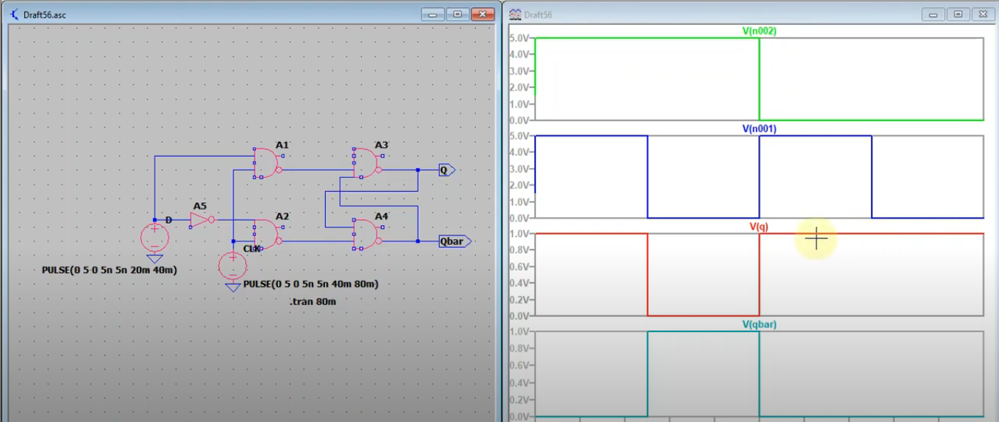 Draft56.asc
A1
A3
Q
A5
D
A2
A4
Qbar
CLK
PULSE(0 5 0 5n 5n 20m 40m)
PULSE(0 5 0 5n 5n 40m 80m)
.tran 80m
Draft56
V(n002)
5.0V
4.0V
3.0V
2.0V
1.0V
0.0V
V(n001)
5.0V
4.0V
3.0V
2.0V
1.0V
0.0V
V(q)
1.0V
0.8V
0.6V
0.4V
0.2V
0.0V
V(qbar)
1.0V
0.8V
0.6V
0.4V
0.2V
0.0V